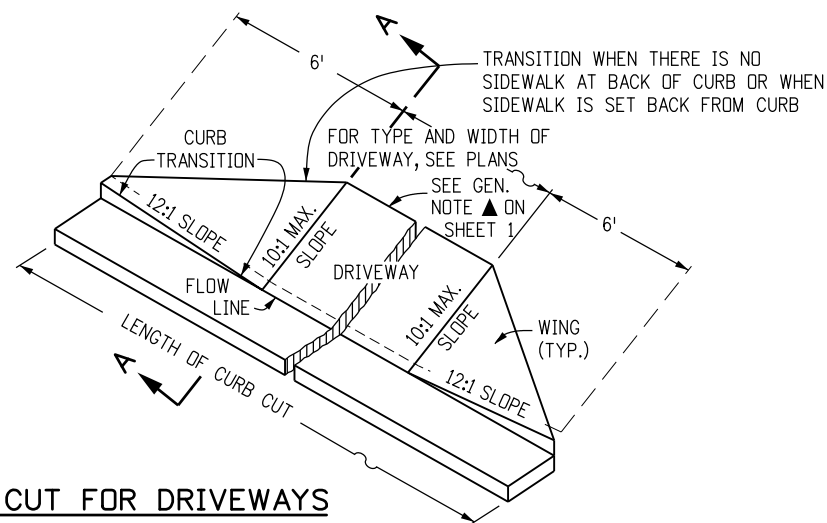 A
6'
TRANSITION WHEN THERE IS NO
SIDEWALK AT BACK OF CURB OR WHEN
SIDEWALK IS SET BACK FROM CURB
FOR TYPE AND WIDTH OF
DRIVEWAY, SEE PLANS
CURB
TRANSITION
SEE GEN.
NOTE ▲ ON
SHEET 1
6'
12:1 SLOPE
10:1 MAX.
SLOPE
DRIVEWAY
FLOW
LINE
10:1 MAX.
SLOPE
WING
(TYP.)
12:1 SLOPE
LENGTH OF CURB CUT
A
CUT FOR DRIVEWAYS